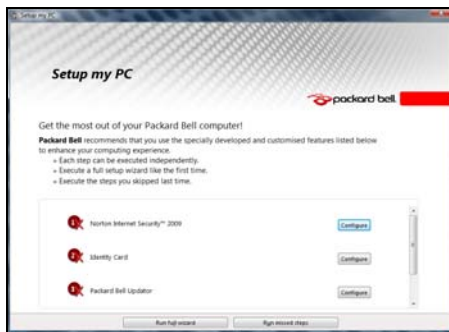 Setup my PC
Setup my PC
packard bell
Get the most out of your Packard Bell computer!
Packard Bell recommends that you use the specially developed and customised features listed below
to enhance your computing experience.
» Each step can be executed independently.
» Execute a full setup wizard like the first time.
» Execute the steps you skipped last time.
1 Norton Internet Security™ 2009 Configure
2 Identity Card Configure
3 Packard Bell Updator Configure
Run full wizard Run missed steps